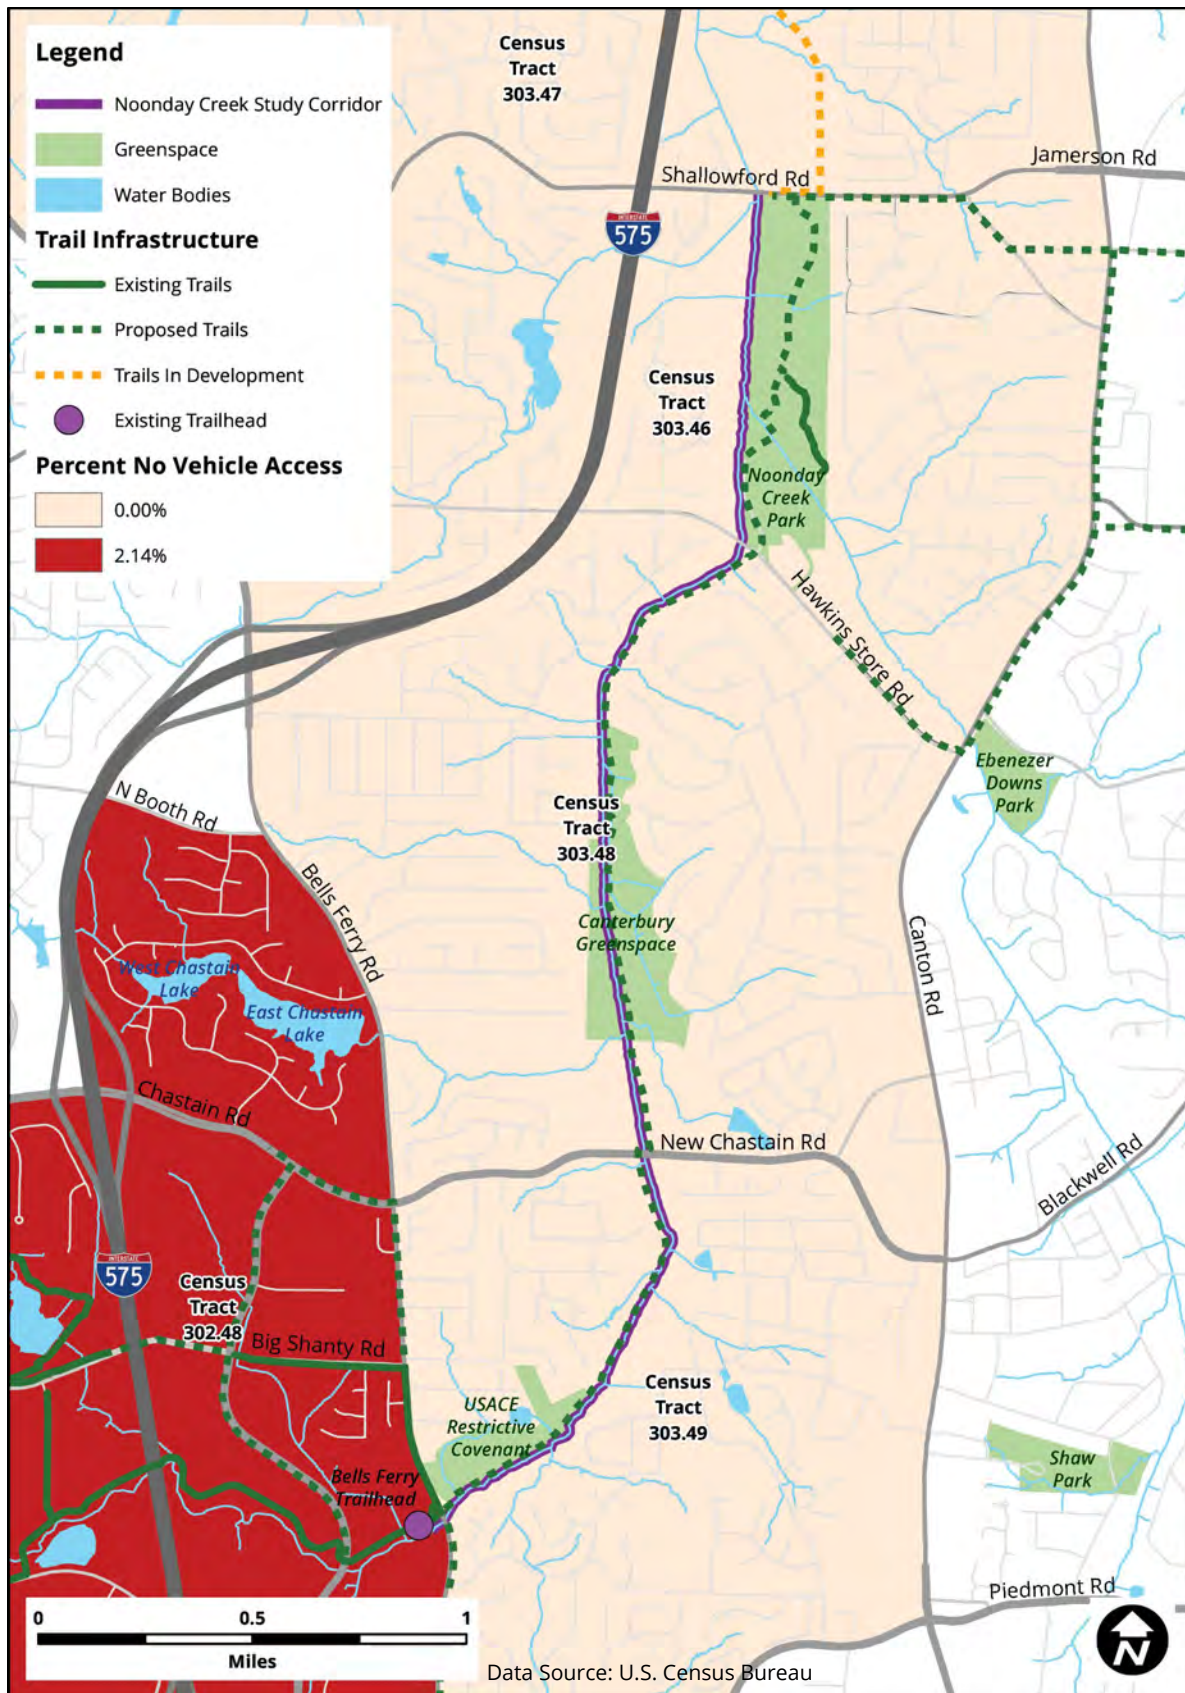 Legend
Noonday Creek Study Corridor
Greenspace
Water Bodies
Trail Infrastructure
Existing Trails
Proposed Trails
Trails In Development
Existing Trailhead
Percent No Vehicle Access
0.00%
2.14%
Census
Tract
303.47
Jamerson Rd
Shallowford Rd
INTERSTATE
575
Census
Tract
303.46
Noonday
Creek
Park
Hawkins Store Rd
Ebenezer
Downs
Park
N Booth Rd
Census
Tract
303.48
Bells Ferry Rd
Canterbury
Greenspace
Canton Rd
West Chastain
Lake
East Chastain
Lake
Chastain Rd
New Chastain Rd
Blackwell Rd
INTERSTATE
575
Census
Tract
302.48
Big Shanty Rd
Census
Tract
303.49
USACE
Restrictive
Covenant
Shaw
Park
Bells Ferry
Trailhead
Piedmont Rd
0 0.5 1
Miles
N
Data Source: U.S. Census Bureau